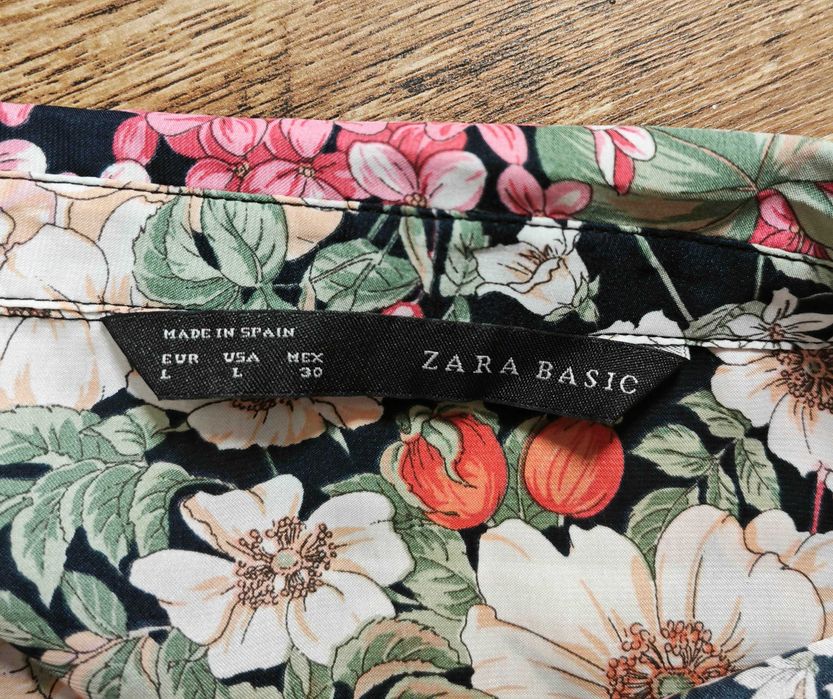 MADE IN SPAIN
EUR USA MEX
L L 30
ZARA BASIC